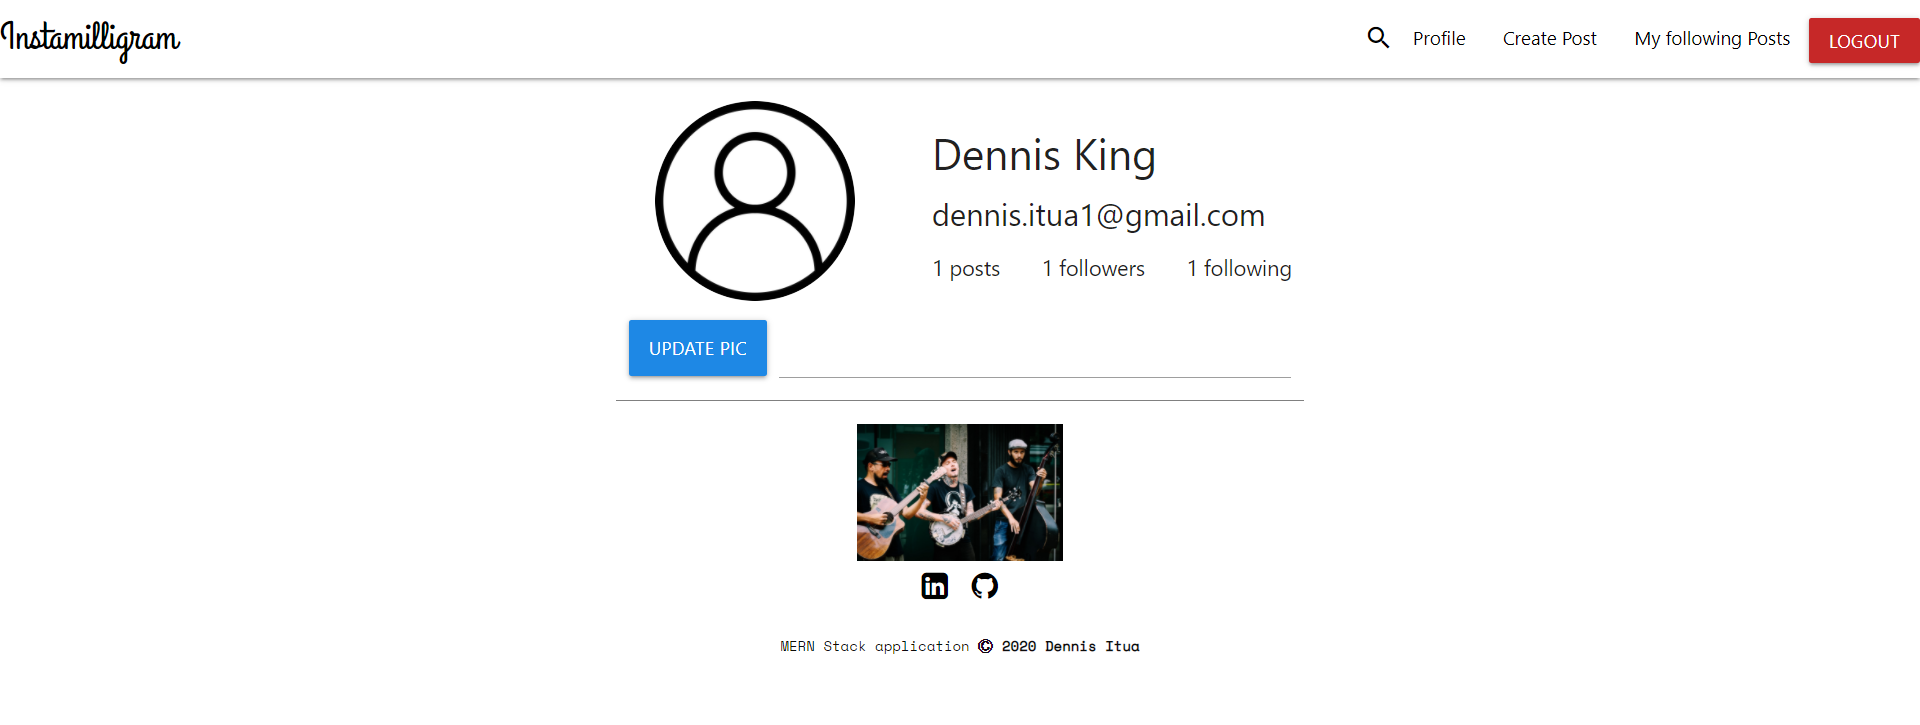 Instamilligram
Profile Create Post My following Posts LOGOUT
Dennis King
dennis.itua1@gmail.com
1 posts 1 followers 1 following
UPDATE PIC
in
MERN Stack application © 2020 Dennis Itua